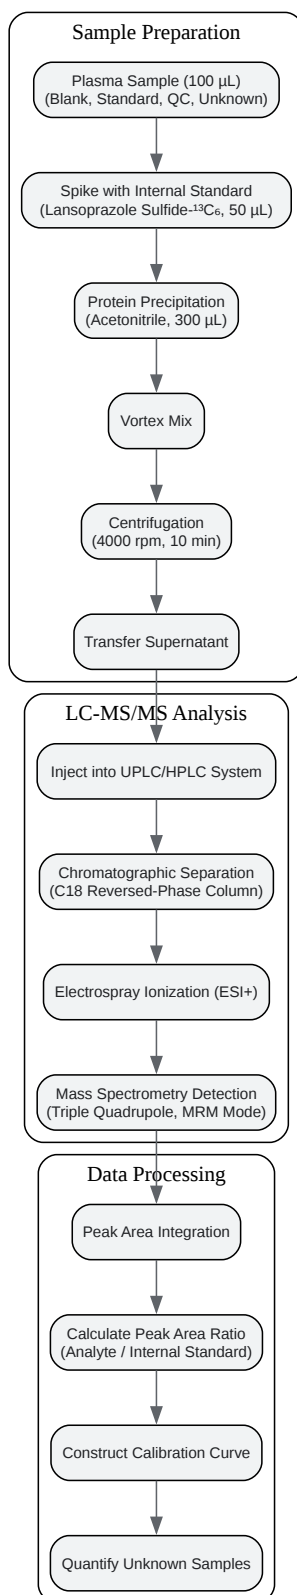 Sample Preparation
Plasma Sample (100 µL)
(Blank, Standard, QC, Unknown)
Spike with Internal Standard
(Lansoprazole Sulfide-¹³C₆, 50 µL)
Protein Precipitation
(Acetonitrile, 300 µL)
Vortex Mix
Centrifugation
(4000 rpm, 10 min)
Transfer Supernatant
LC-MS/MS Analysis
Inject into UPLC/HPLC System
Chromatographic Separation
(C18 Reversed-Phase Column)
Electrospray Ionization (ESI+)
Mass Spectrometry Detection
(Triple Quadrupole, MRM Mode)
Data Processing
Peak Area Integration
Calculate Peak Area Ratio
(Analyte / Internal Standard)
Construct Calibration Curve
Quantify Unknown Samples